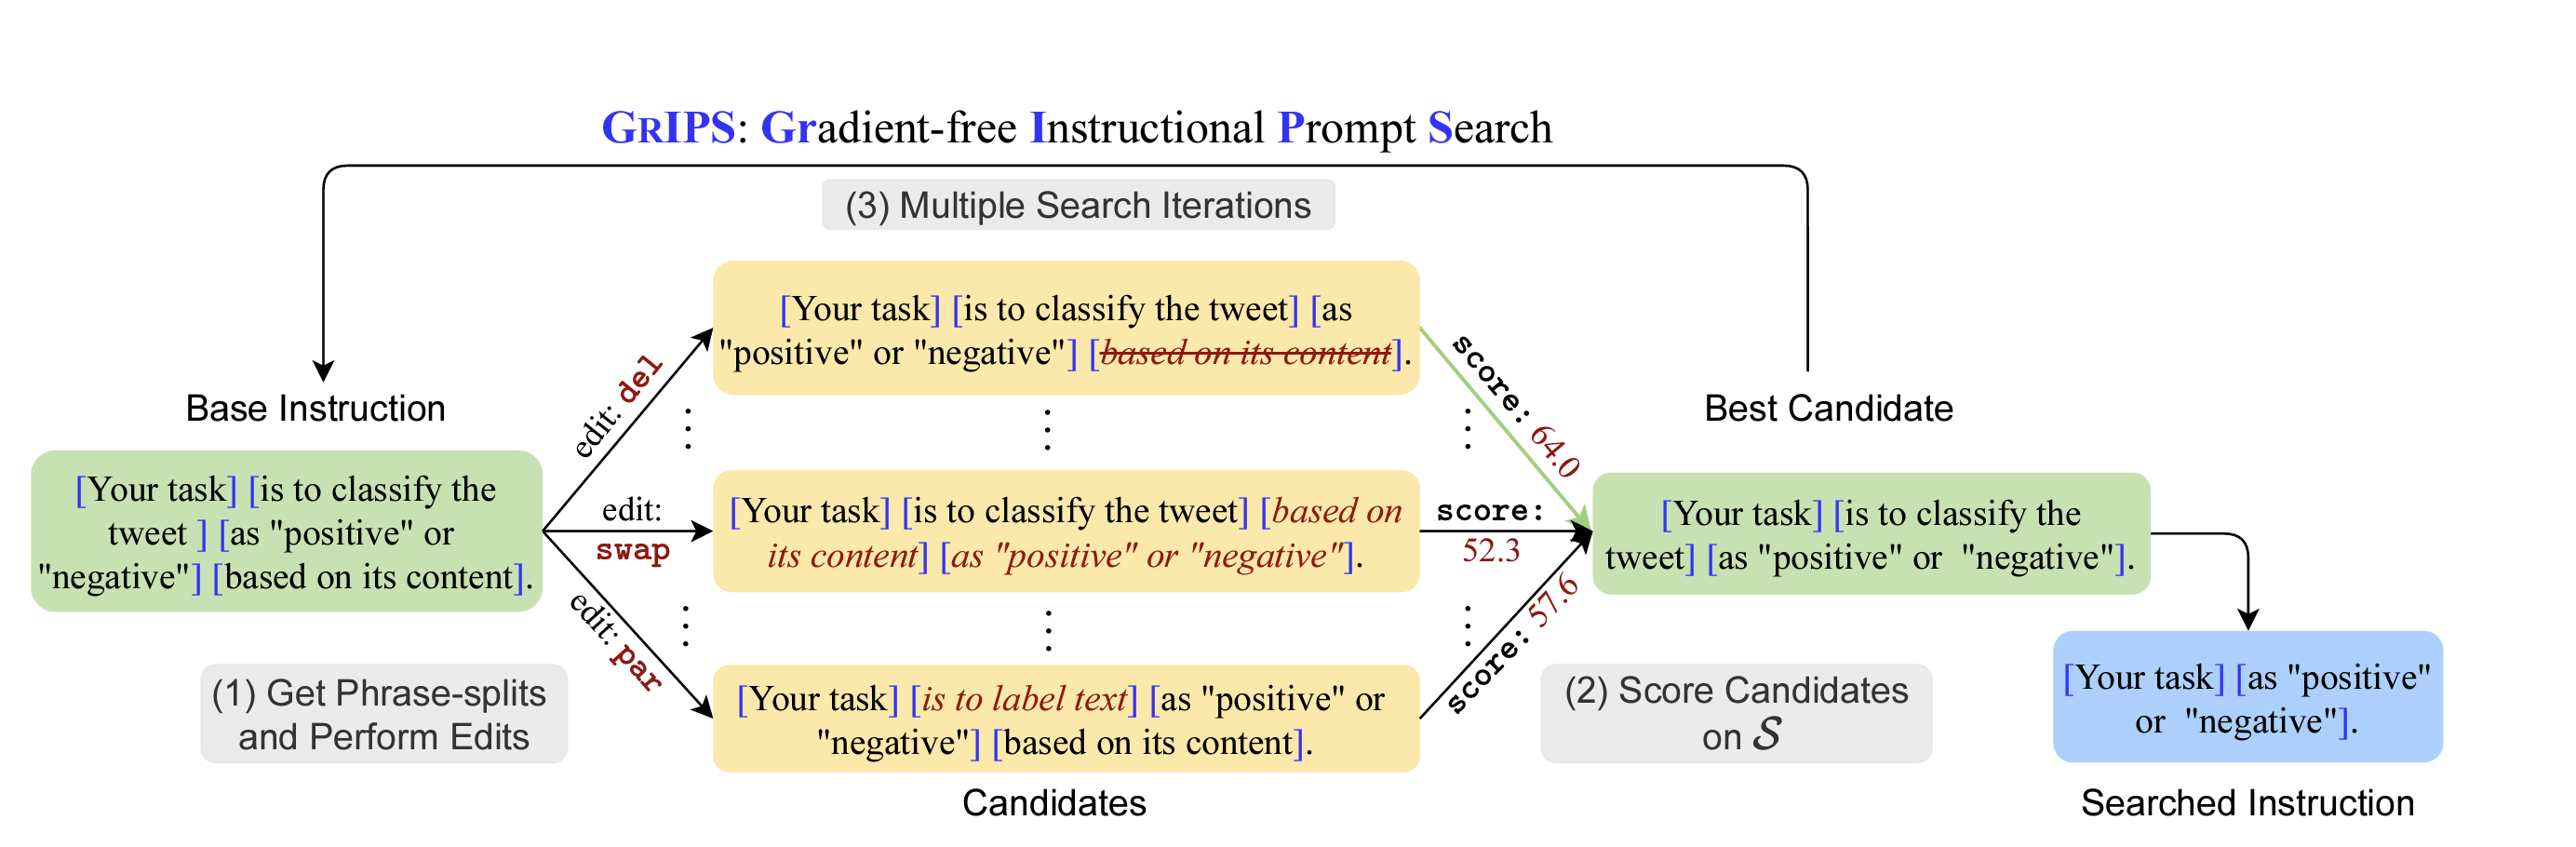 GRIPS: Gradient-free Instructional Prompt Search
(3) Multiple Search Iterations
Base Instruction
[Your task] [is to classify the
tweet ] [as "positive" or
"negative"] [based on its content].
(1) Get Phrase-splits
and Perform Edits
edit: del
edit:
swap
edit: par
[Your task] [is to classify the tweet] [as
"positive" or "negative"] [based on its content].
[Your task] [is to classify the tweet] [based on
its content] [as "positive" or "negative"].
[Your task] [is to label text] [as "positive" or
"negative"] [based on its content].
Candidates
score: 64.0
score:
52.3
score: 57.6
(2) Score Candidates
on S
Best Candidate
[Your task] [is to classify the
tweet] [as "positive" or "negative"].
[Your task] [as "positive"
or "negative"].
Searched Instruction